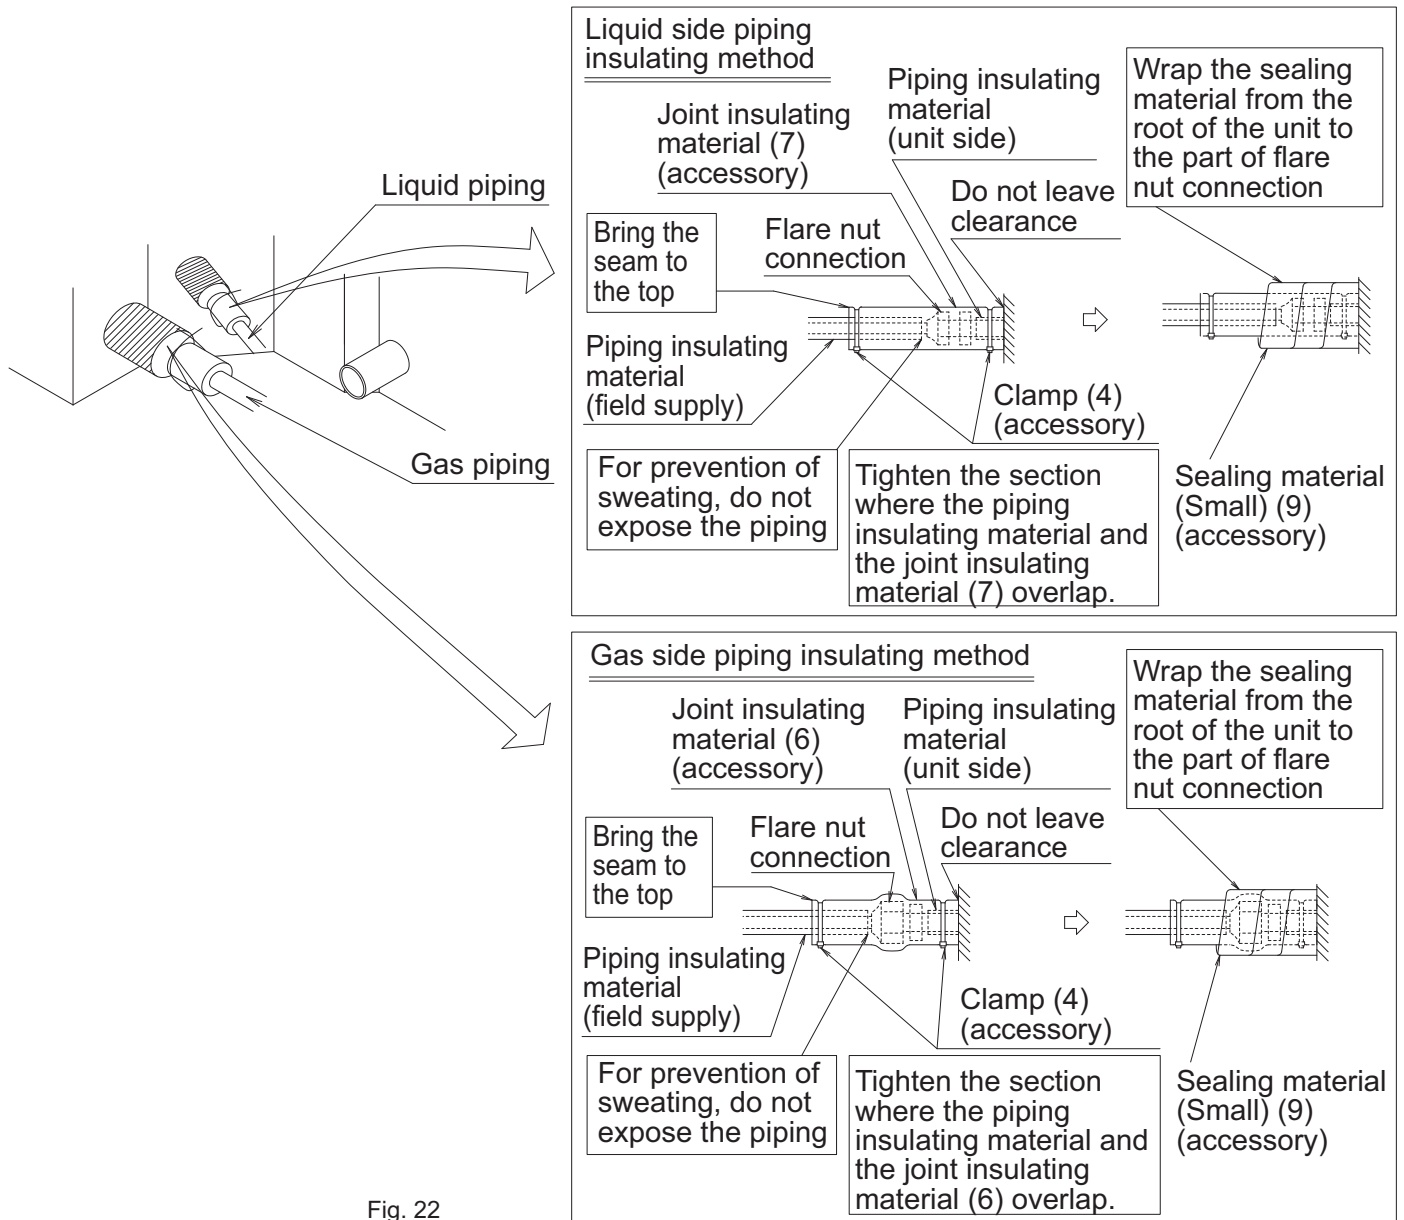 Liquid piping
Gas piping
Liquid side piping
insulating method
Joint insulating
material (7)
(accessory)
Piping insulating
material
(unit side)
Wrap the sealing
material from the
root of the unit to
the part of flare
nut connection
Do not leave
clearance
Bring the
seam to
the top
Flare nut
connection
Piping insulating
material
(field supply)
Clamp (4)
(accessory)
For prevention of
sweating, do not
expose the piping
Tighten the section
where the piping
insulating material and
the joint insulating
material (7) overlap.
Sealing material
(Small) (9)
(accessory)
Gas side piping insulating method
Joint insulating
material (6)
(accessory)
Piping insulating
material
(unit side)
Wrap the sealing
material from the
root of the unit to
the part of flare
nut connection
Do not leave
clearance
Bring the
seam to
the top
Flare nut
connection
Piping insulating
material
(field supply)
Clamp (4)
(accessory)
For prevention of
sweating, do not
expose the piping
Tighten the section
where the piping
insulating material and
the joint insulating
material (6) overlap.
Sealing material
(Small) (9)
(accessory)
Fig. 22